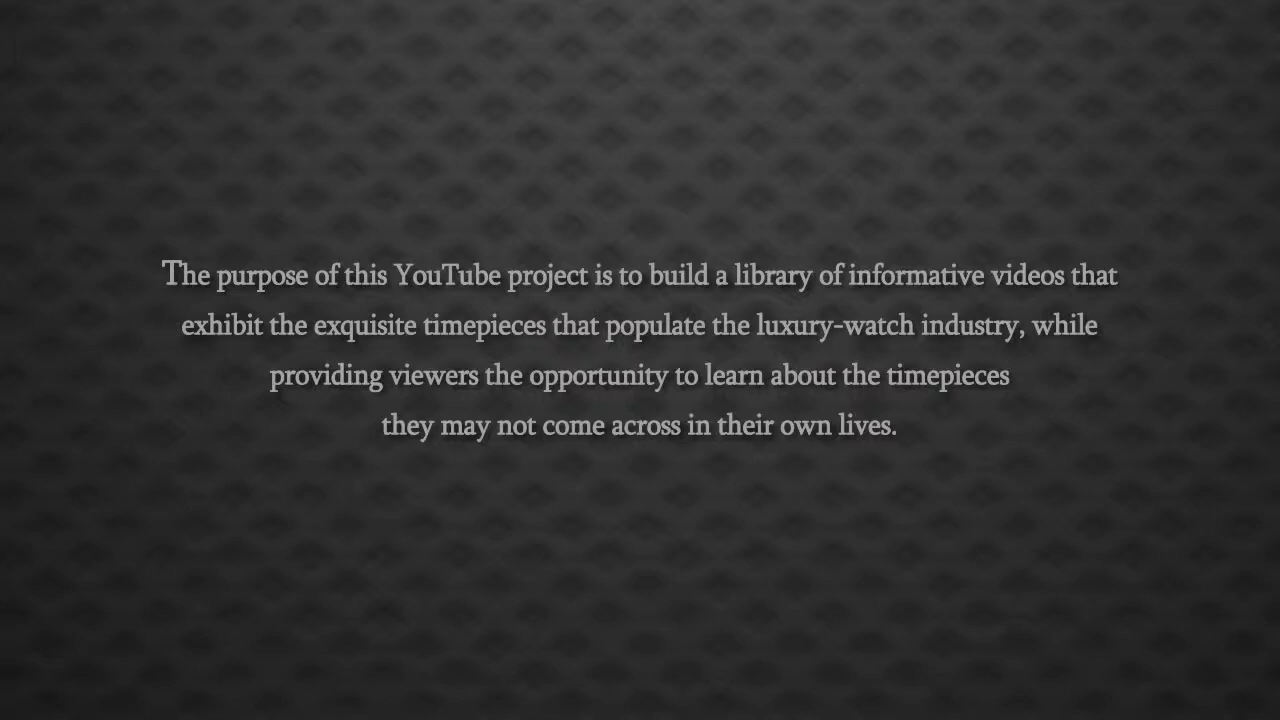 The purpose of this YouTube project is to build a library of informative videos that
exhibit the exquisite timepieces that populate the luxury-watch industry, while
providing viewers the opportunity to learn about the timepieces
they may not come across in their own lives.